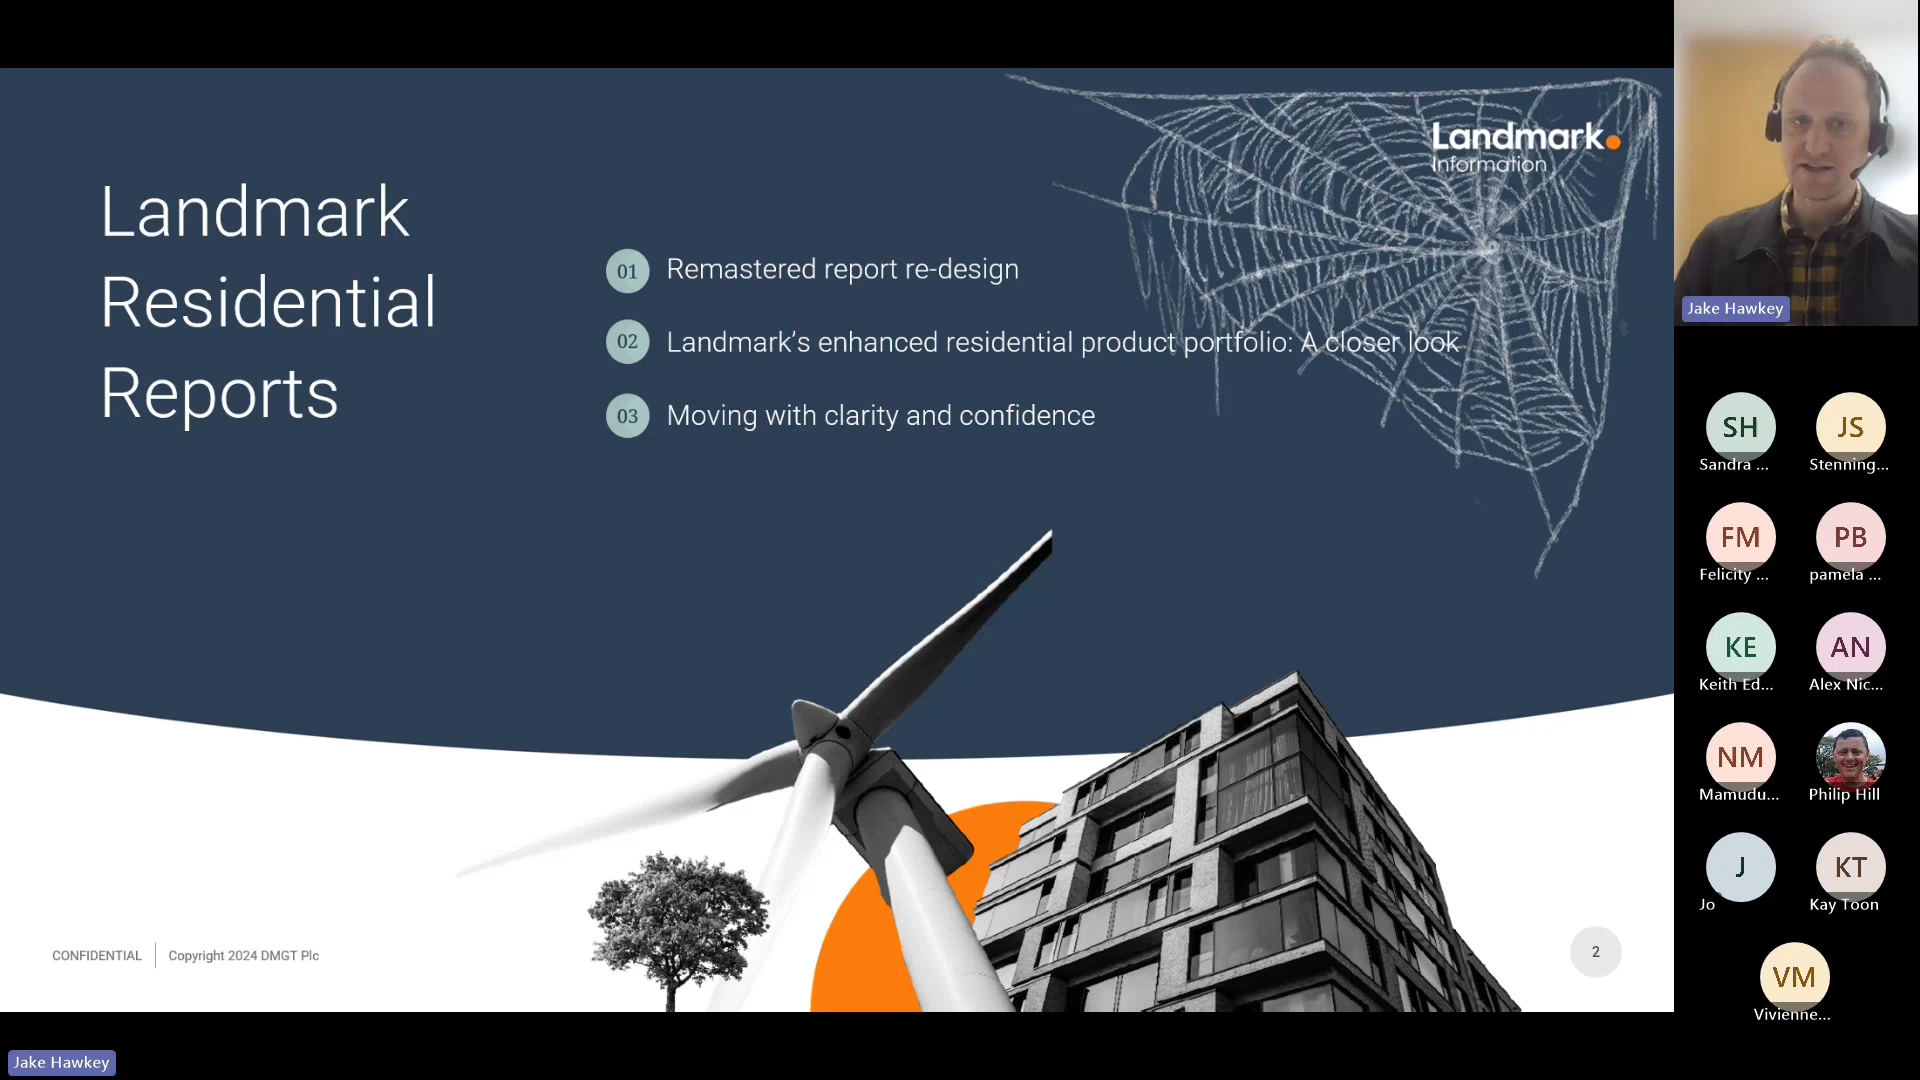 Landmark
Residential
Reports
Landmark.
Information
01 Remastered report re-design
02 Landmark’s enhanced residential product portfolio: A closer look
03 Moving with clarity and confidence
CONFIDENTIAL
Copyright 2024 DMGT Plc
2
Jake Hawkey
SH
Sandra ...
JS
Stenning...
FM
Felicity ...
PB
pamela ...
KE
Keith Ed...
AN
Alex Nic...
NM
Mamudu...
Philip Hill
J
Jo
KT
Kay Toon
VM
Vivienne...
Jake Hawkey